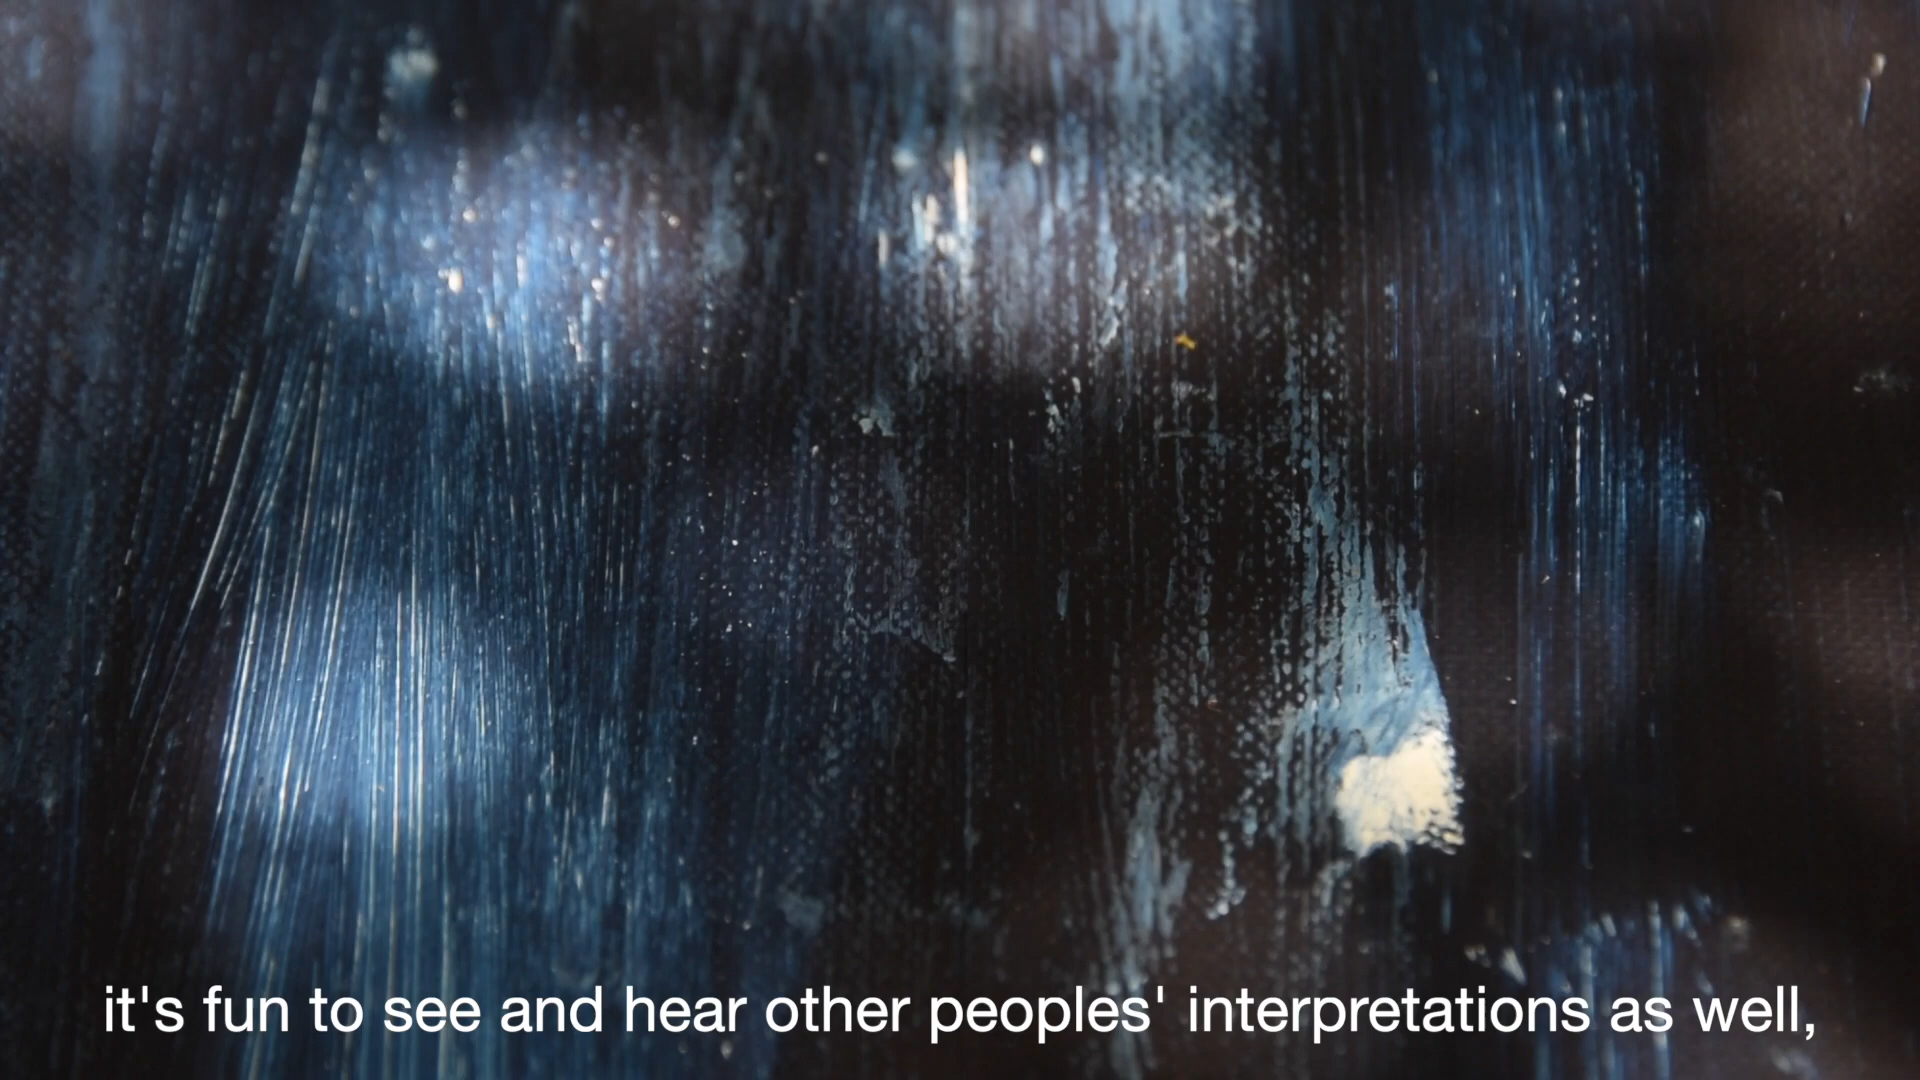 it's fun to see and hear other peoples' interpretations as well,